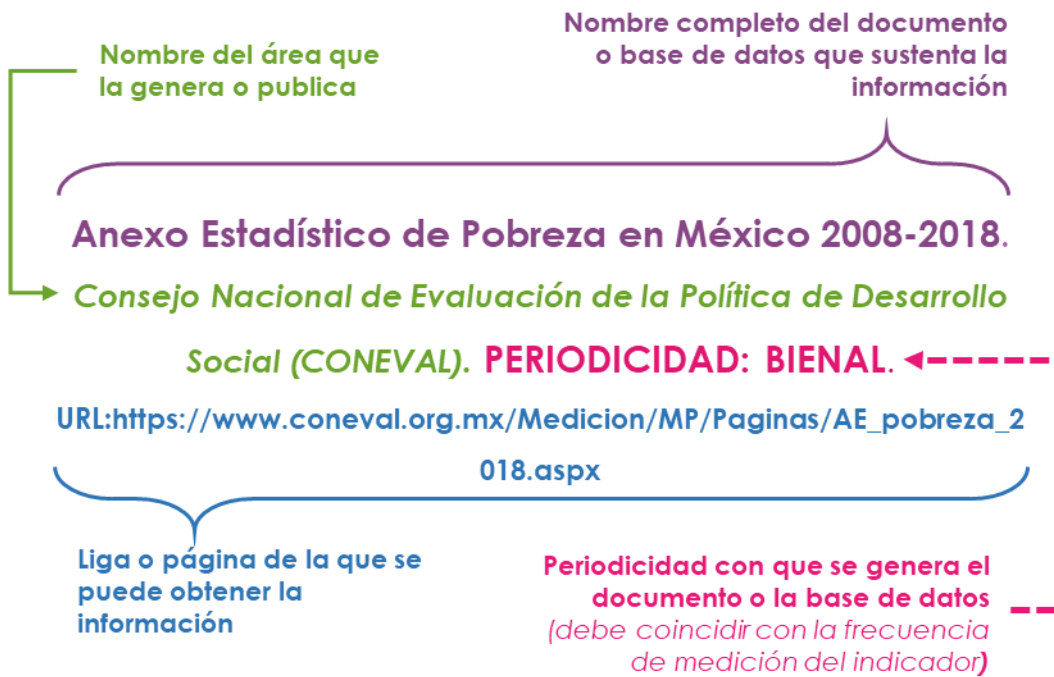 Nombre del área que
la genera o publica
Nombre completo del documento
o base de datos que sustenta la
información
Anexo Estadístico de Pobreza en México 2008-2018.
Consejo Nacional de Evaluación de la Política de Desarrollo
Social (CONEVAL). PERIODICIDAD: BIENAL.
URL:https://www.coneval.org.mx/Medicion/MP/Paginas/AE_pobreza_2
018.aspx
Liga o página de la que se
puede obtener la
información
Periodicidad con que se genera el
documento o la base de datos
(debe coincidir con la frecuencia
de medición del indicador)